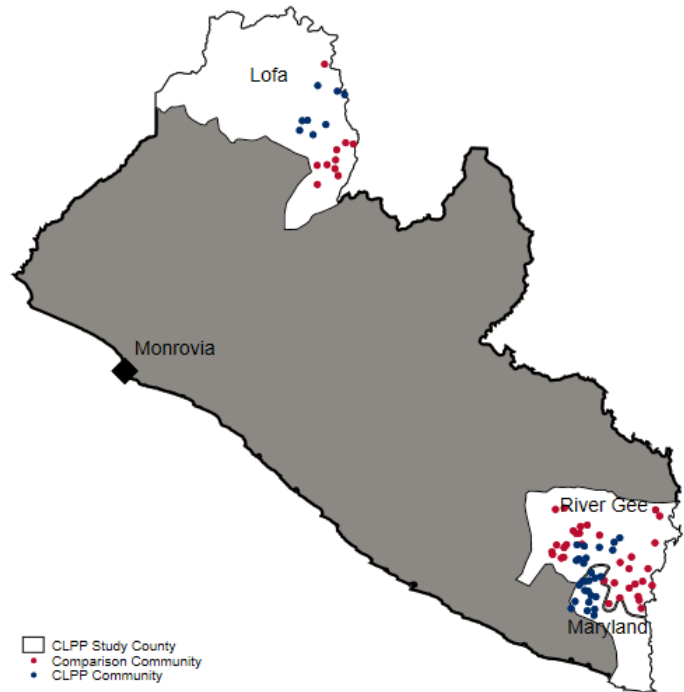 Lofa
Monrovia
River Gee
Maryland
CLPP Study County
Comparison Community
CLPP Community